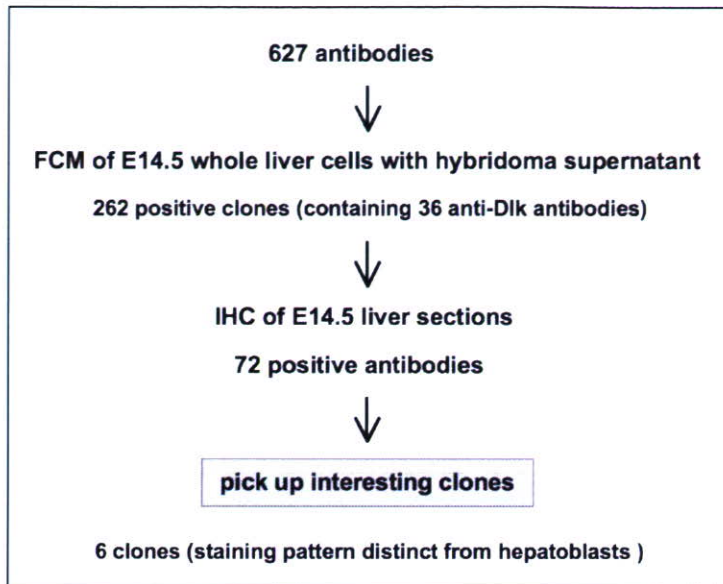 627 antibodies
FCM of E14.5 whole liver cells with hybridoma supernatant
262 positive clones (containing 36 anti-Dlk antibodies)
IHC of E14.5 liver sections
72 positive antibodies
pick up interesting clones
6 clones (staining pattern distinct from hepatoblasts )